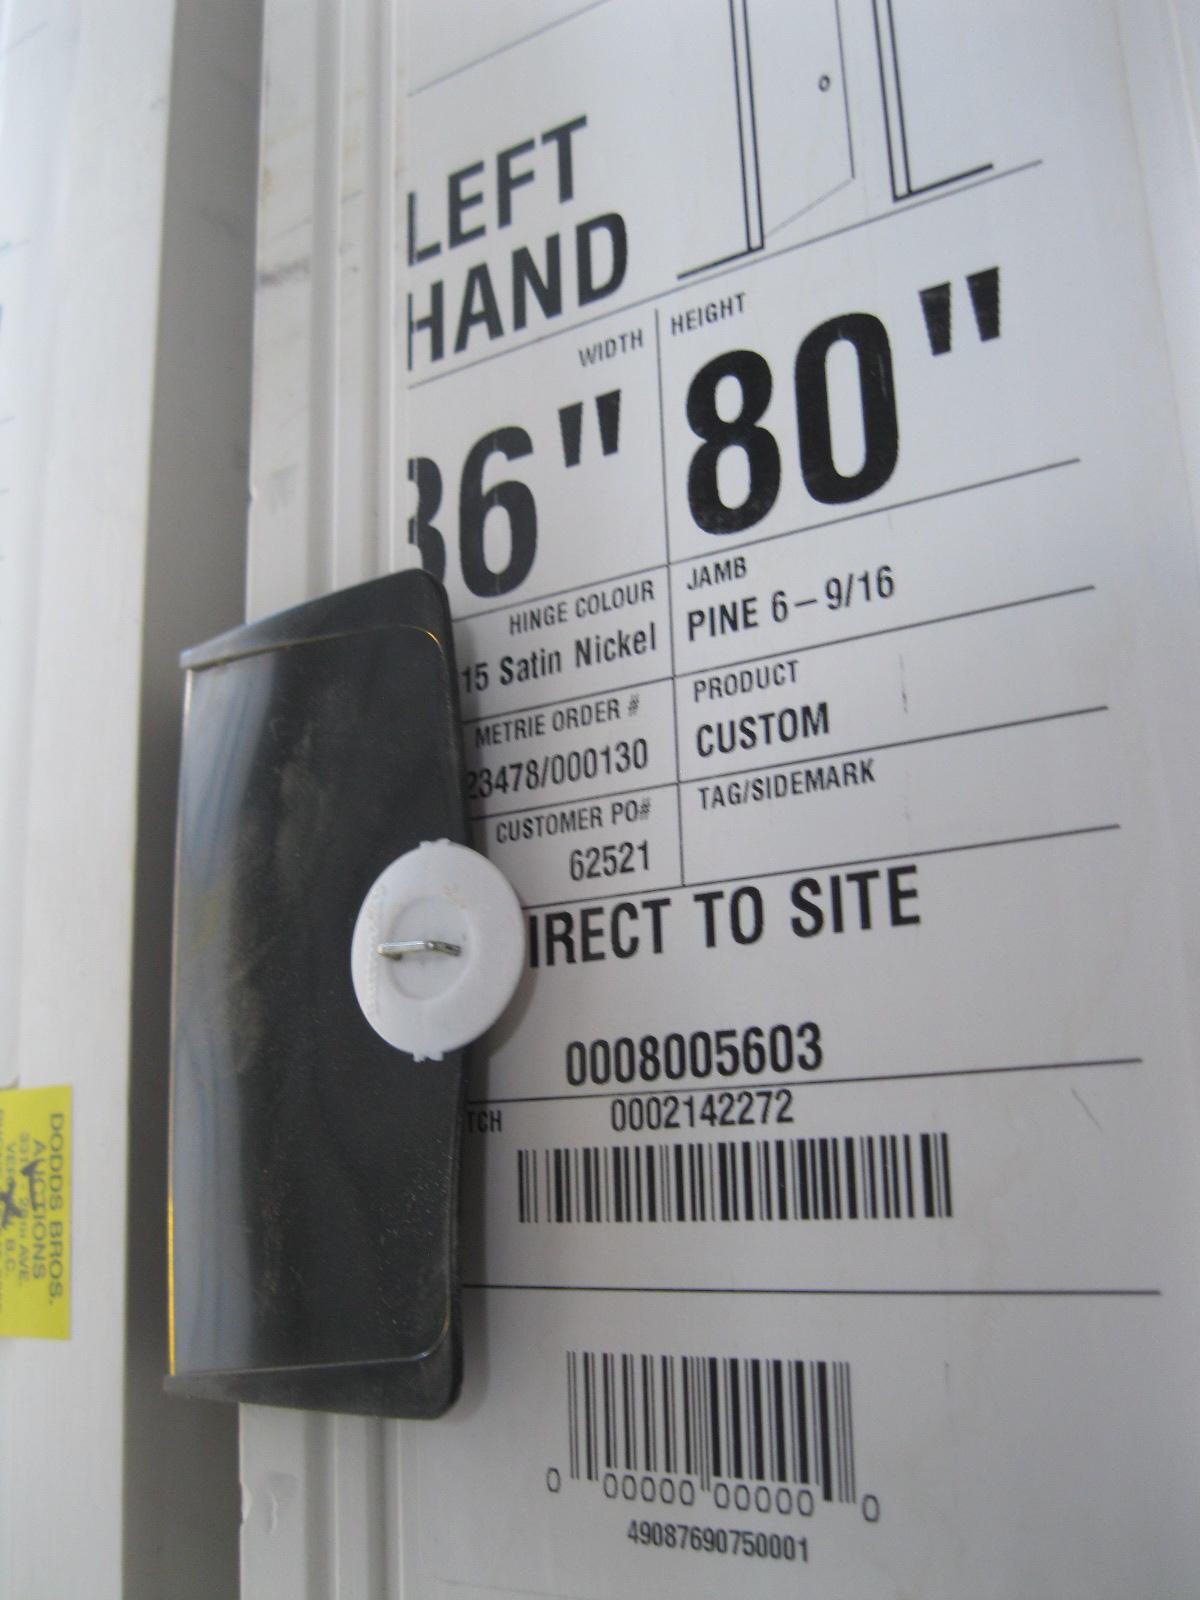 LEFT
HAND
WIDTH
36"
HEIGHT
80"
HINGE COLOUR
15 Satin Nickel
JAMB
PINE 6-9/16
METRIE ORDER #
23478/000130
PRODUCT
CUSTOM
CUSTOMER PO#
62521
TAG/SIDEMARK
IRECT TO SITE
0008005603
TCH
0002142272
0 00000 00000 0
49087690750001
DODDS BROS.
AUCTIONS
AVE.
B.C.